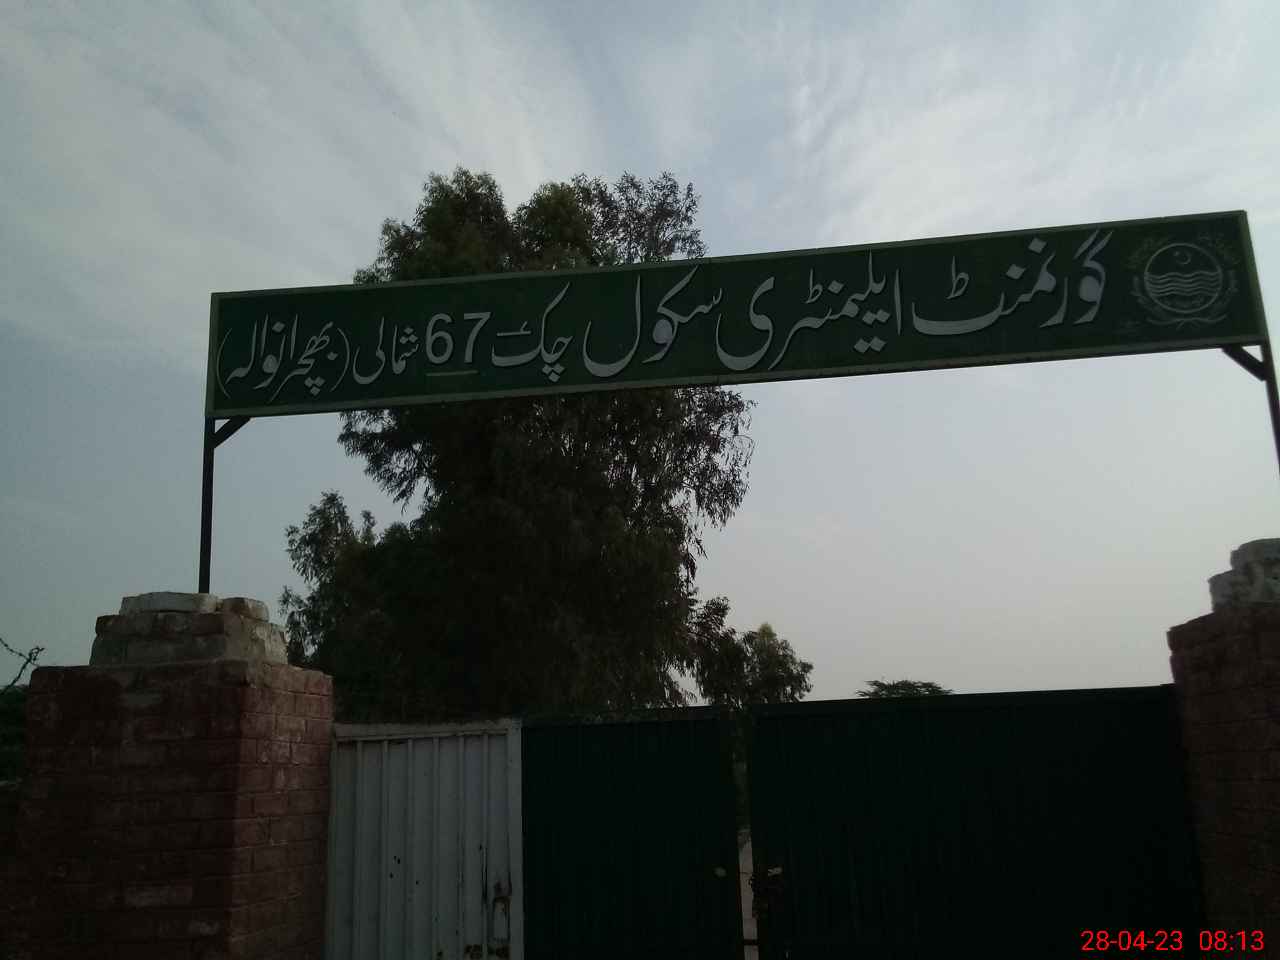 گورنمنٹ ایلیمنٹری سکول چک 67 شمالی (بھچرانوالہ)
28-04-23 08:13